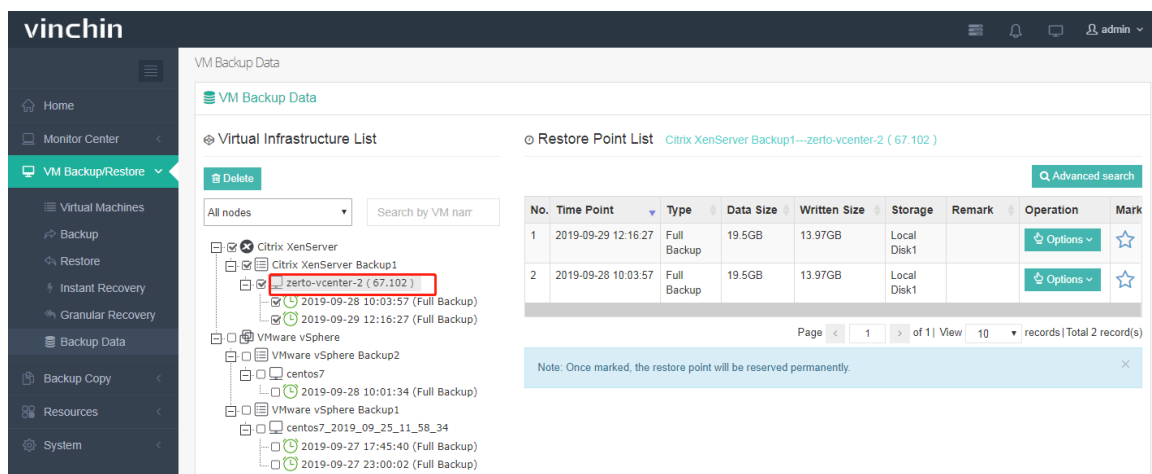 vinchin
admin
VM Backup Data
Home
Monitor Center
VM Backup/Restore
Virtual Machines
Backup
Restore
Instant Recovery
Granular Recovery
Backup Data
Backup Copy
Resources
System
VM Backup Data
Virtual Infrastructure List
Delete
All nodes
Search by VM nam
Citrix XenServer
Citrix XenServer Backup1
zerto-vcenter-2 ( 67.102 )
2019-09-28 10:03:57 (Full Backup)
2019-09-29 12:16:27 (Full Backup)
VMware vSphere
VMware vSphere Backup2
centos7
2019-09-28 10:01:34 (Full Backup)
VMware vSphere Backup1
centos7_2019_09_25_11_58_34
2019-09-27 17:45:40 (Full Backup)
2019-09-27 23:00:02 (Full Backup)
Restore Point List Citrix XenServer Backup1---zerto-vcenter-2 ( 67.102 )
Advanced search
No. Time Point Type Data Size Written Size Storage Remark Operation Mark
1 2019-09-29 12:16:27 Full Backup 19.5GB 13.97GB Local Disk1 Options
2 2019-09-28 10:03:57 Full Backup 19.5GB 13.97GB Local Disk1 Options
Page < 1 > of 1| View 10 records|Total 2 record(s)
Note: Once marked, the restore point will be reserved permanently. ×